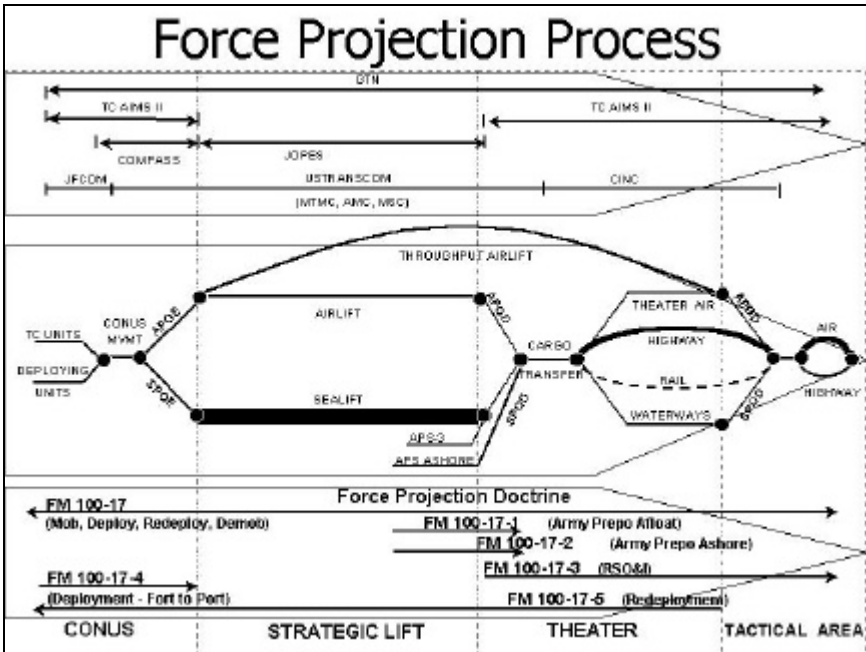 Force Projection Process
GTN
TC AIMS II
TC AIMS II
COMPASS
JOPES
JFCOM
USTRANSCOM
CINC
(MTMC, AMC, MSC)
THROUGHPUT AIRLIFT
TC UNITS
DEPLOYING
UNITS
CONUS
MVMT
APOE
SPOE
AIRLIFT
SEALIFT
APOD
SPOD
APS-3
APS ASHORE
CARGO
TRANSFER
THEATER AIR
HIGHWAY
RAIL
WATERWAYS
APOD
SPOD
AIR
HIGHWAY
Force Projection Doctrine
FM 100-17
(Mob, Deploy, Redeploy, Demob)
FM 100-17-1 (Army Prepo Afloat)
FM 100-17-2 (Army Prepo Ashore)
FM 100-17-3 (RSO&I)
FM 100-17-4
(Deployment - Fort to Port)
FM 100-17-5 (Redeployment)
CONUS STRATEGIC LIFT THEATER TACTICAL AREA